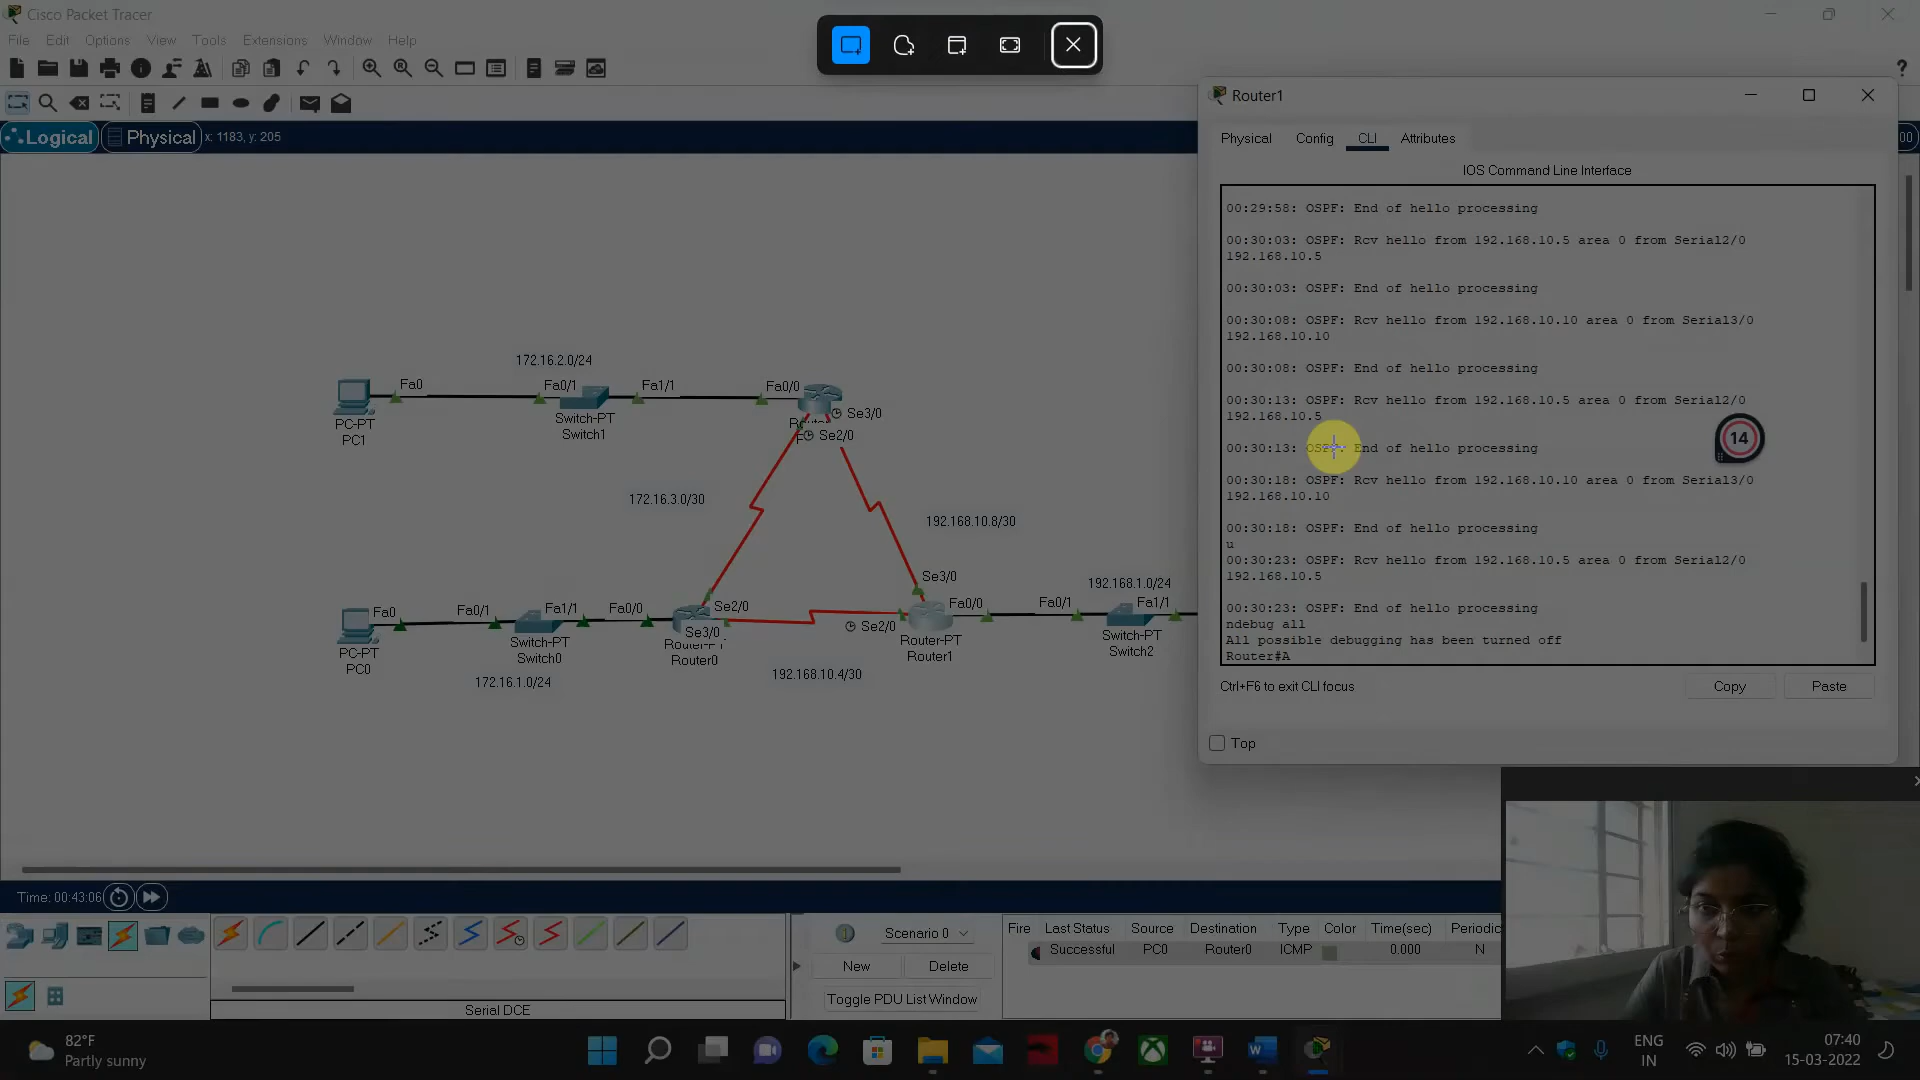 Cisco Packet Tracer
File Edit Options View Tools Extensions Window Help
?
Logical Physical x: 1183, y: 205
00
172.16.2.0/24
Fa0 Fa0/1 Fa1/1 Fa0/0
Se3/0
PC-PT
PC1
Switch-PT
Switch1
Se2/0
172.16.3.0/30
192.168.10.8/30
Se3/0
192.168.1.0/24
Fa0 Fa0/1 Fa1/1 Fa0/0 Se2/0 Fa0/0 Fa0/1 Fa1/1
Se3/0 Se2/0
PC-PT
PC0
Switch-PT
Switch0
Router-PT
Router0
Router-PT
Router1
Switch-PT
Switch2
172.16.1.0/24
192.168.10.4/30
Router1
Physical Config CLI Attributes
IOS Command Line Interface
00:29:58: OSPF: End of hello processing
00:30:03: OSPF: Rcv hello from 192.168.10.5 area 0 from Serial2/0
192.168.10.5
00:30:03: OSPF: End of hello processing
00:30:08: OSPF: Rcv hello from 192.168.10.10 area 0 from Serial3/0
192.168.10.10
00:30:08: OSPF: End of hello processing
00:30:13: OSPF: Rcv hello from 192.168.10.5 area 0 from Serial2/0
192.168.10.5
00:30:13: OSPF: End of hello processing
00:30:18: OSPF: Rcv hello from 192.168.10.10 area 0 from Serial3/0
192.168.10.10
00:30:18: OSPF: End of hello processing
u
00:30:23: OSPF: Rcv hello from 192.168.10.5 area 0 from Serial2/0
192.168.10.5
00:30:23: OSPF: End of hello processing
ndebug all
All possible debugging has been turned off
Router#A
14
Ctrl+F6 to exit CLI focus
Copy Paste
Top
Time: 00:43:06
Serial DCE
Scenario 0
New Delete
Toggle PDU List Window
Fire Last Status Source Destination Type Color Time(sec) Periodic
Successful PC0 Router0 ICMP 0.000 N
82°F
Partly sunny
ENG
IN
07:40
15-03-2022